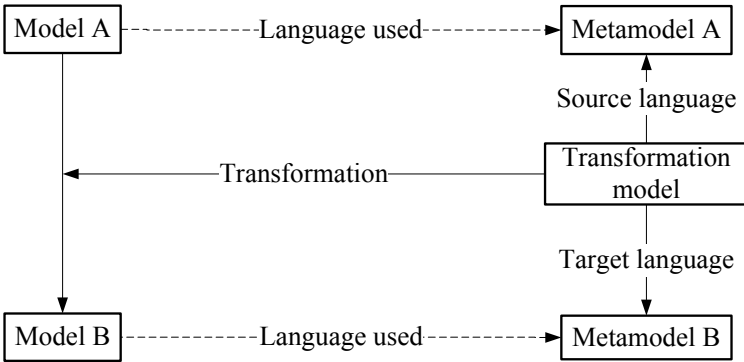 Model A
Language used
Metamodel A
Source language
Transformation
Transformation
model
Target language
Model B
Language used
Metamodel B